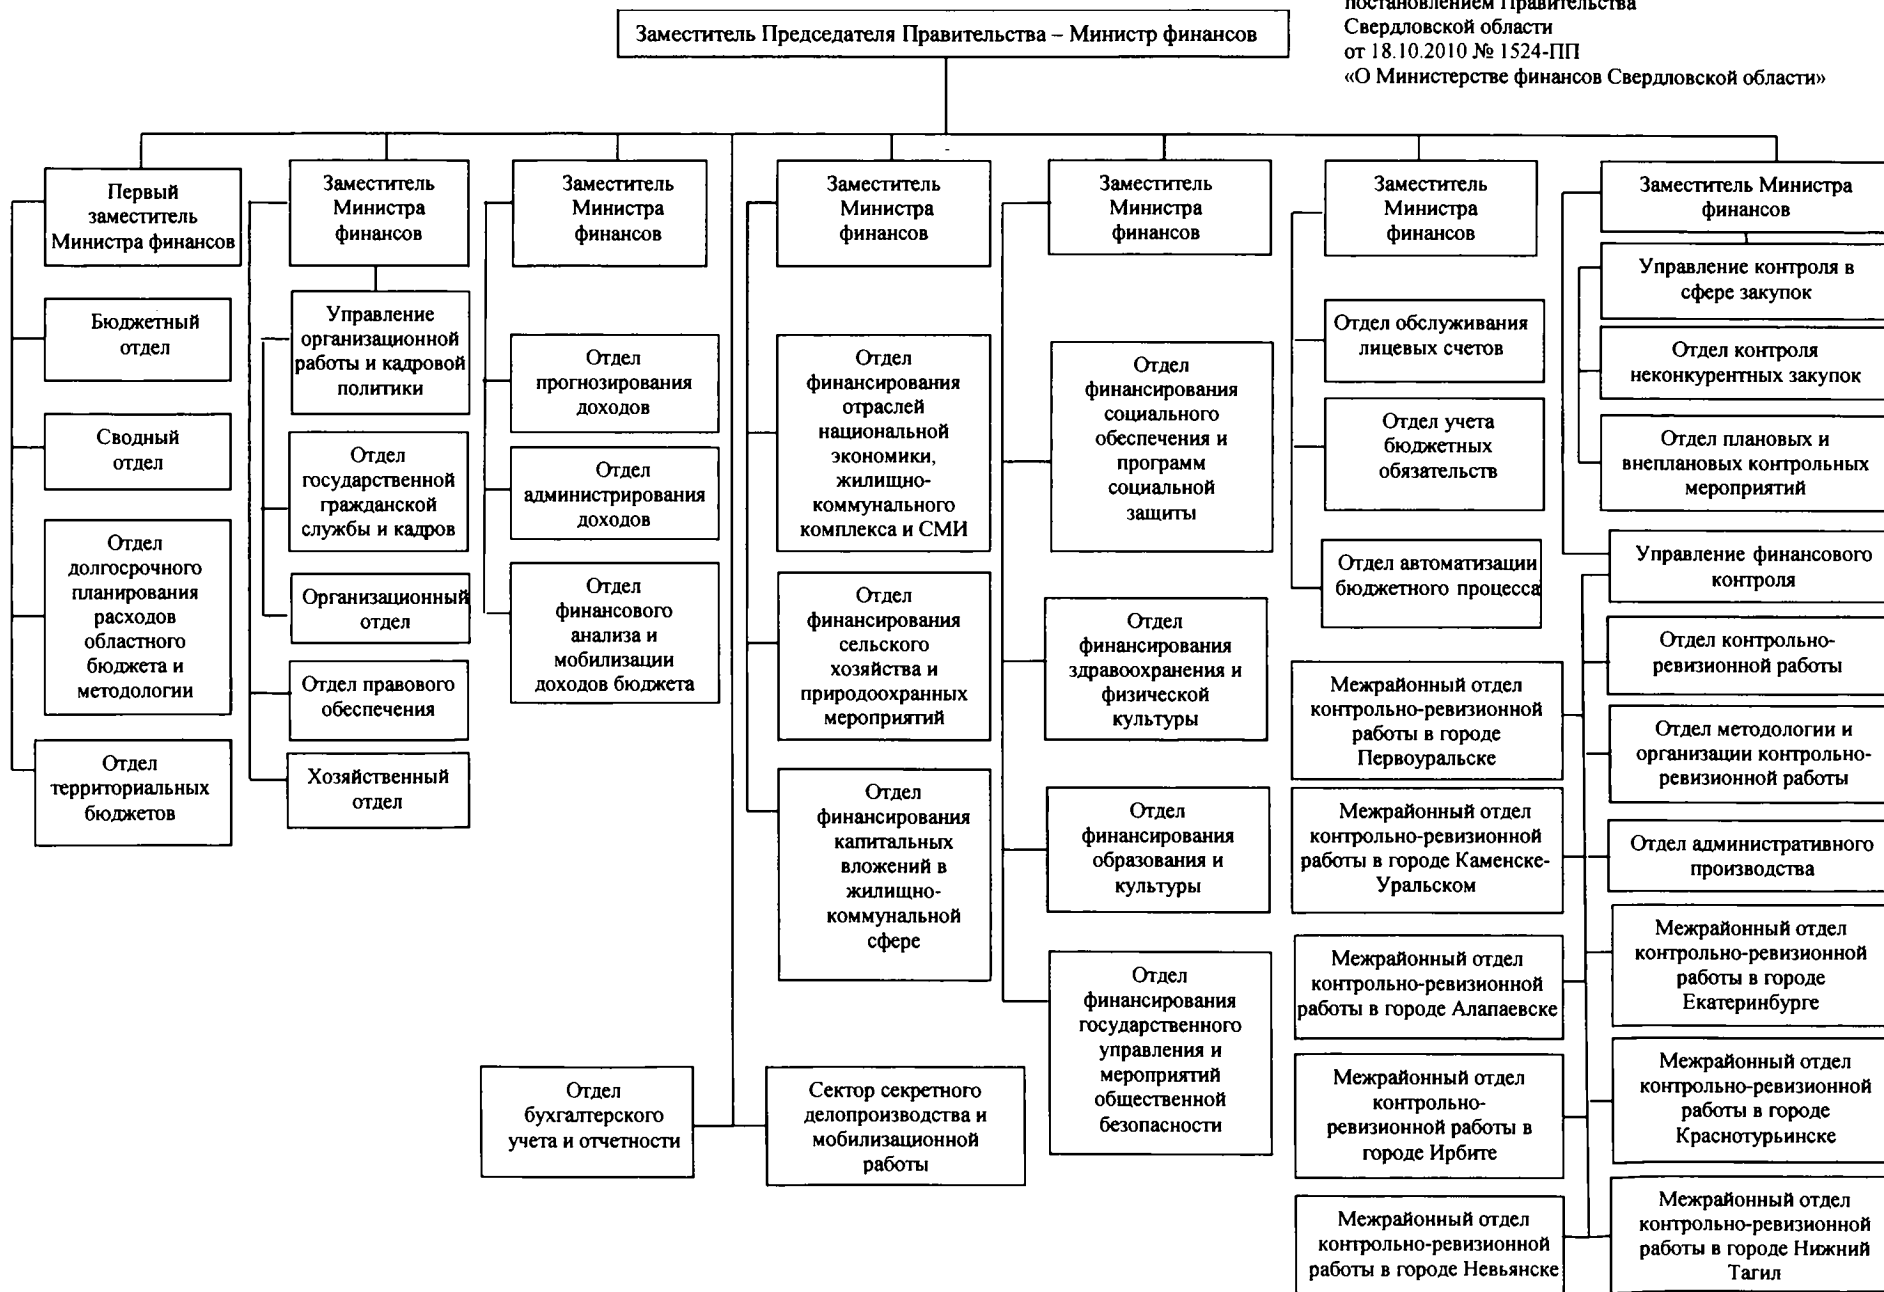 постановлением Правительства
Свердловской области
от 18.10.2010 № 1524-ПП
«О Министерстве финансов Свердловской области»
Заместитель Председателя Правительства – Министр финансов
Первый
заместитель
Министра финансов
Бюджетный
отдел
Сводный
отдел
Отдел
долгосрочного
планирования
расходов
областного
бюджета и
методологии
Отдел
территориальных
бюджетов
Заместитель
Министра
финансов
Управление
организационной
работы и кадровой
политики
Отдел
государственной
гражданской
службы и кадров
Организационный
отдел
Отдел правового
обеспечения
Хозяйственный
отдел
Заместитель
Министра
финансов
Отдел
прогнозирования
доходов
Отдел
администрирования
доходов
Отдел
финансового
анализа и
мобилизации
доходов бюджета
Отдел
бухгалтерского
учета и отчетности
Сектор секретного
делопроизводства и
мобилизационной
работы
Заместитель
Министра
финансов
Отдел
финансирования
отраслей
национальной
экономики,
жилищно-
коммунального
комплекса и СМИ
Отдел
финансирования
сельского
хозяйства и
природоохранных
мероприятий
Отдел
финансирования
капитальных
вложений в
жилищно-
коммунальной
сфере
Заместитель
Министра
финансов
Отдел
финансирования
социального
обеспечения и
программ
социальной
защиты
Отдел
финансирования
здравоохранения и
физической
культуры
Отдел
финансирования
образования и
культуры
Отдел
финансирования
государственного
управления и
мероприятий
общественной
безопасности
Заместитель
Министра
финансов
Отдел обслуживания
лицевых счетов
Отдел учета
бюджетных
обязательств
Отдел автоматизации
бюджетного процесса
Заместитель Министра
финансов
Управление контроля в
сфере закупок
Отдел контроля
неконкурентных закупок
Отдел плановых и
внеплановых контрольных
мероприятий
Управление финансового
контроля
Отдел контрольно-
ревизионной работы
Отдел методологии и
организации контрольно-
ревизионной работы
Отдел административного
производства
Межрайонный отдел
контрольно-ревизионной
работы в городе
Екатеринбурге
Межрайонный отдел
контрольно-ревизионной
работы в городе
Краснотурьинске
Межрайонный отдел
контрольно-ревизионной
работы в городе Нижний
Тагил
Межрайонный отдел
контрольно-ревизионной
работы в городе
Первоуральске
Межрайонный отдел
контрольно-ревизионной
работы в городе Каменске-
Уральском
Межрайонный отдел
контрольно-ревизионной
работы в городе Алапаевске
Межрайонный отдел
контрольно-
ревизионной работы в
городе Ирбите
Межрайонный отдел
контрольно-ревизионной
работы в городе Невьянске